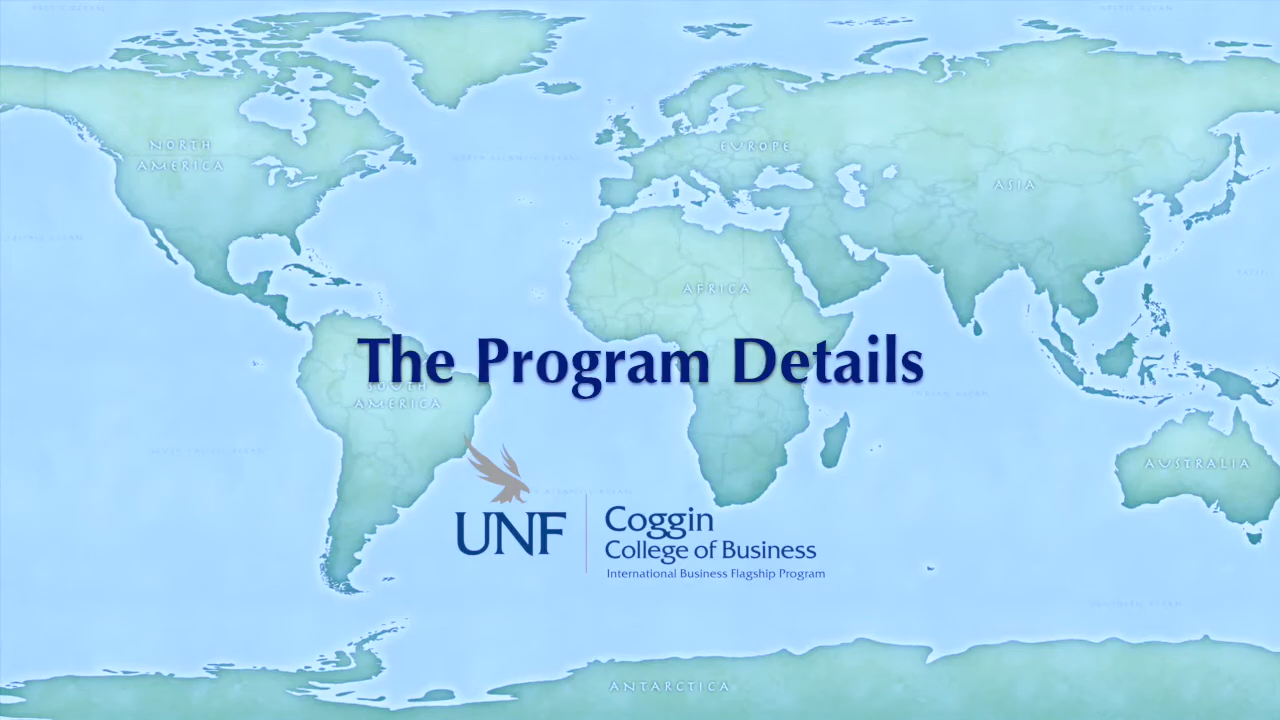 NORTH
AMERICA
EUROPE
ASIA
AFRICA
The Program Details
SOUTH
AMERICA
AUSTRALIA
UNF
Coggin
College of Business
International Business Flagship Program
ANTARCTICA